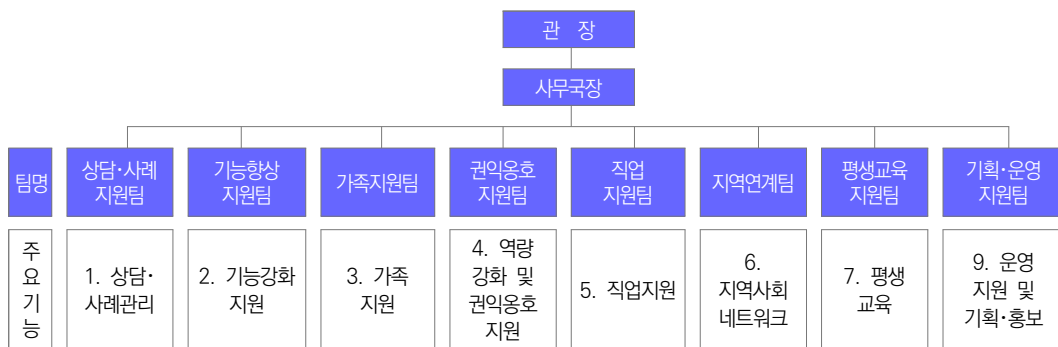 관 장
사무국장
팀명
상담·사례
지원팀
기능향상
지원팀
가족지원팀
권익옹호
지원팀
직업
지원팀
지역연계팀
평생교육
지원팀
기획·운영
지원팀
주
요
기
능
1. 상담·
사례관리
2. 기능강화
지원
3. 가족
지원
4. 역량
강화 및
권익옹호
지원
5. 직업지원
6.
지역사회
네트워크
7. 평생
교육
9. 운영
지원 및
기획·홍보